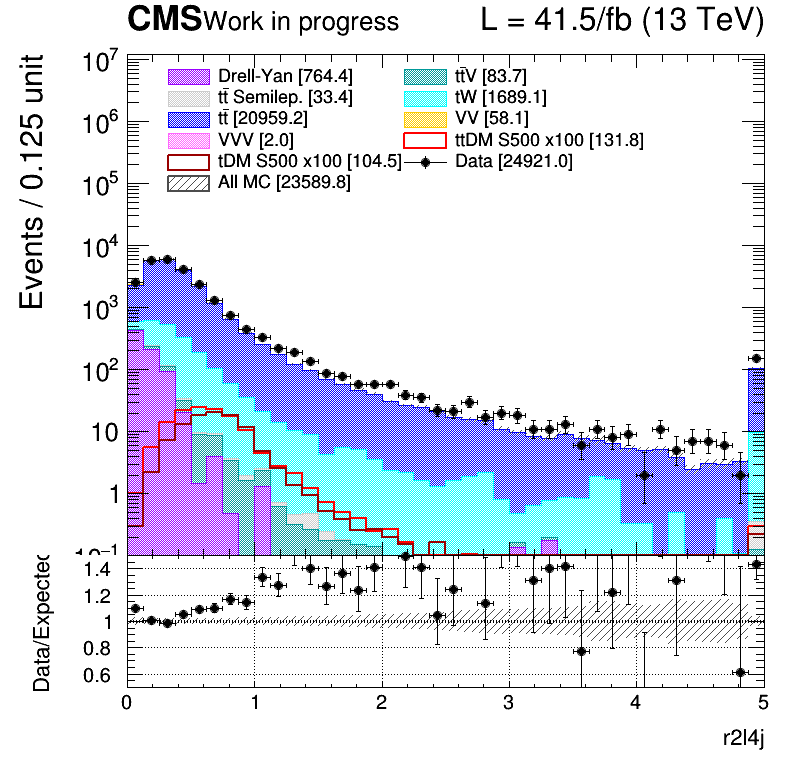 CMS Work in progress L = 41.5/fb (13 TeV)
Events / 0.125 unit
10⁷
10⁶
10⁵
10⁴
10³
10²
10
1
10⁻¹
Drell-Yan [764.4] tt̄V [83.7]
tt̄ Semilep. [33.4] tW [1689.1]
tt̄ [20959.2] VV [58.1]
VVV [2.0] ttDM S500 x100 [131.8]
tDM S500 x100 [104.5] Data [24921.0]
All MC [23589.8]
Data/Expected
1.4
1.2
1
0.8
0.6
0 1 2 3 4 5
r2l4j